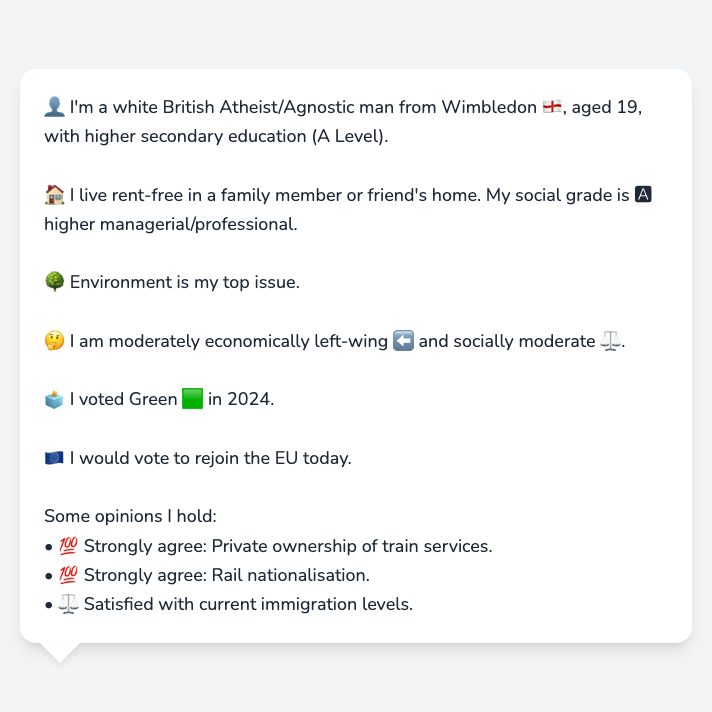 👤 I'm a white British Atheist/Agnostic man from Wimbledon 🏴󠁧󠁢󠁥󠁮󠁧󠁿, aged 19,
with higher secondary education (A Level).
🏠 I live rent-free in a family member or friend's home. My social grade is 🅰
higher managerial/professional.
🌳 Environment is my top issue.
🤔 I am moderately economically left-wing ⬅️ and socially moderate ⚖️.
🗳️ I voted Green 🟩 in 2024.
🇪🇺 I would vote to rejoin the EU today.
Some opinions I hold:
• 💯 Strongly agree: Private ownership of train services.
• 💯 Strongly agree: Rail nationalisation.
• ⚖️ Satisfied with current immigration levels.